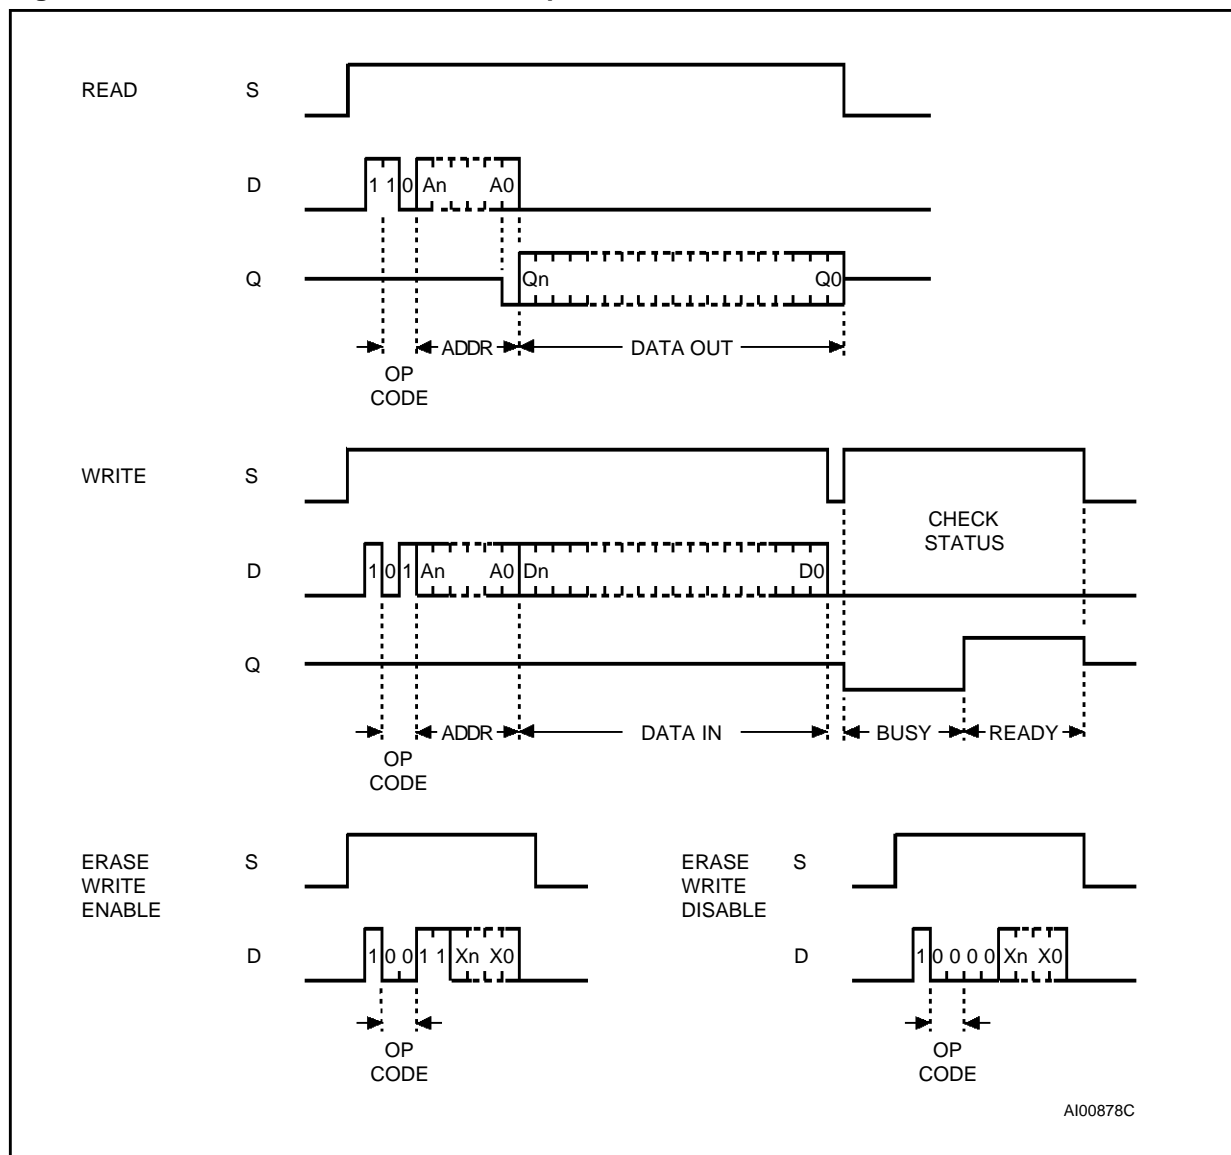 READ S
D 1 1 0 An A0
Q Qn Q0
ADDR DATA OUT
OP
CODE
WRITE S
CHECK
STATUS
D 1 0 1 An A0 Dn D0
Q
ADDR DATA IN BUSY READY
OP
CODE
ERASE S
WRITE
ENABLE
D 1 0 0 1 1 Xn X0
OP
CODE
ERASE S
WRITE
DISABLE
D 1 0 0 0 0 Xn X0
OP
CODE
AI00878C